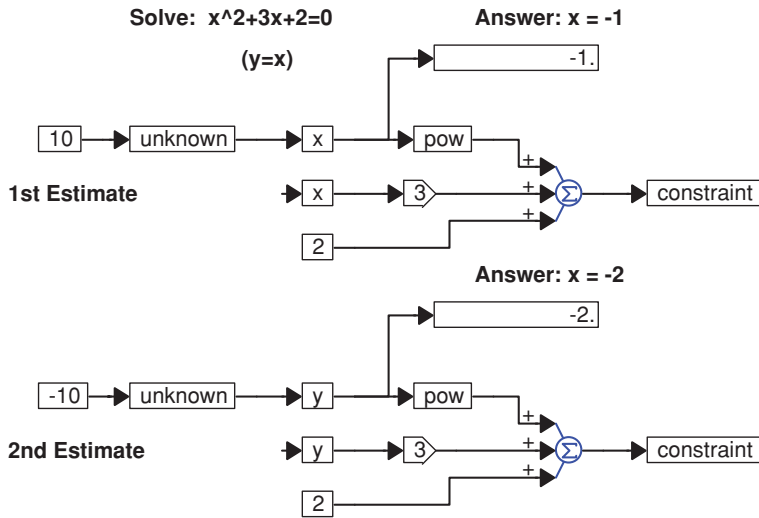 Solve: x^2+3x+2=0 Answer: x = -1
(y=x) -1.
10 unknown x pow
+
1st Estimate x 3 + Σ constraint
+
2
Answer: x = -2
-2.
-10 unknown y pow
+
2nd Estimate y 3 + Σ constraint
+
2